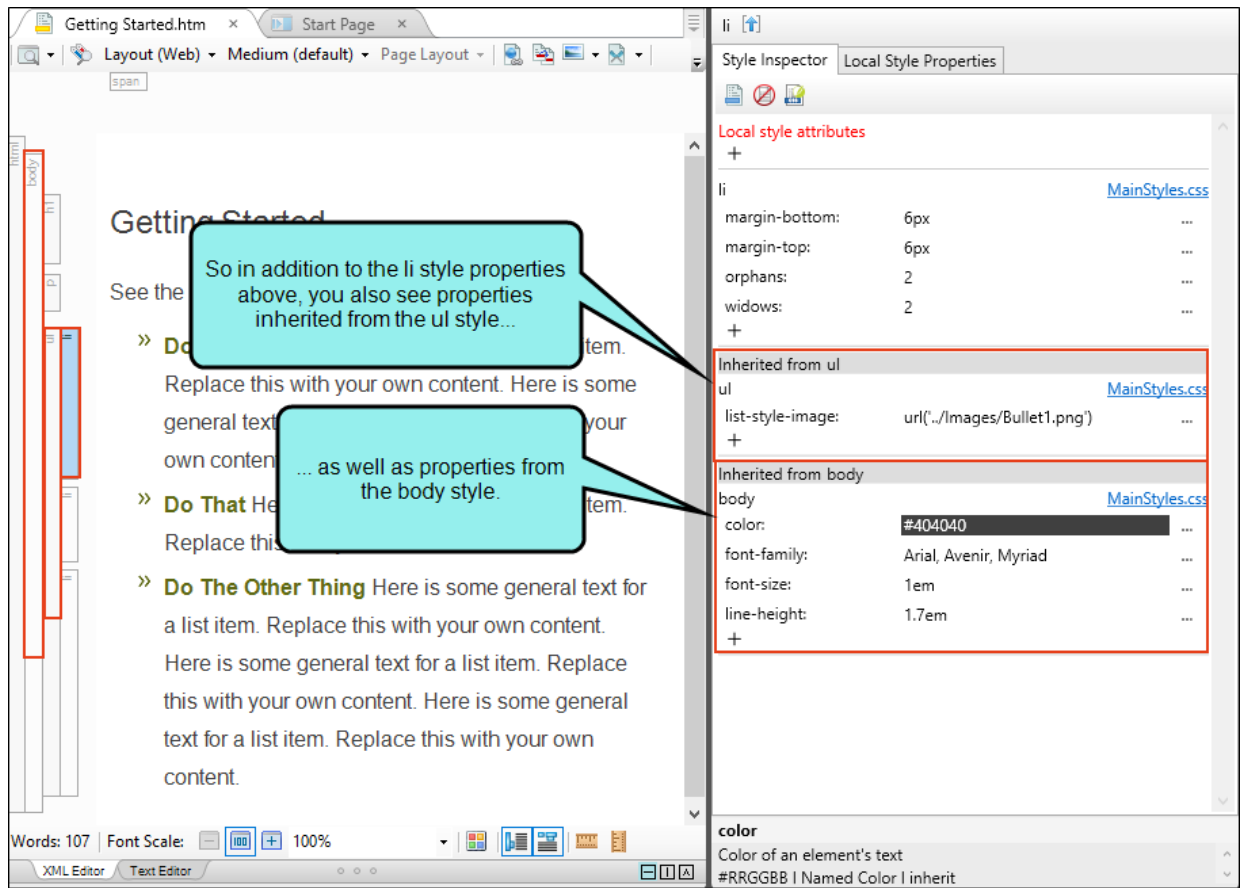 Getting Started.htm × Start Page ×
Layout (Web) Medium (default) Page Layout
span
html
body
h
p
li
Getting Started
See the
» Do tem.
Replace this with your own content. Here is some
general text your
own conten
» Do That He tem.
Replace this
» Do The Other Thing Here is some general text for
a list item. Replace this with your own content.
Here is some general text for a list item. Replace
this with your own content. Here is some general
text for a list item. Replace this with your own
content.
So in addition to the li style properties
above, you also see properties
inherited from the ul style...
... as well as properties from
the body style.
Words: 107 Font Scale: 100 100%
XML Editor Text Editor
li
Style Inspector Local Style Properties
Local style attributes
+
li MainStyles.css
margin-bottom: 6px ...
margin-top: 6px ...
orphans: 2 ...
widows: 2 ...
+
Inherited from ul
ul MainStyles.css
list-style-image: url('../Images/Bullet1.png') ...
+
Inherited from body
body MainStyles.css
color: #404040 ...
font-family: Arial, Avenir, Myriad ...
font-size: 1em ...
line-height: 1.7em ...
+
color
Color of an element's text
#RRGGBB | Named Color | inherit